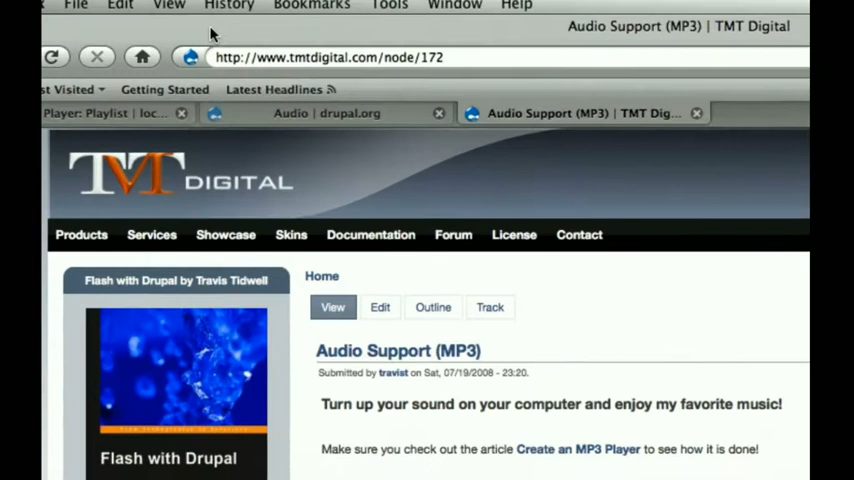 File Edit View History Bookmarks Tools Window Help
Audio Support (MP3) | TMT Digital
http://www.tmtdigital.com/node/172
st Visited Getting Started Latest Headlines
Player: Playlist | loc... Audio | drupal.org Audio Support (MP3) | TMT Dig...
TMT DIGITAL
Products Services Showcase Skins Documentation Forum License Contact
Flash with Drupal by Travis Tidwell
Home
View Edit Outline Track
Audio Support (MP3)
Submitted by travist on Sat, 07/19/2008 - 23:20.
Turn up your sound on your computer and enjoy my favorite music!
Make sure you check out the article Create an MP3 Player to see how it is done!
Flash with Drupal